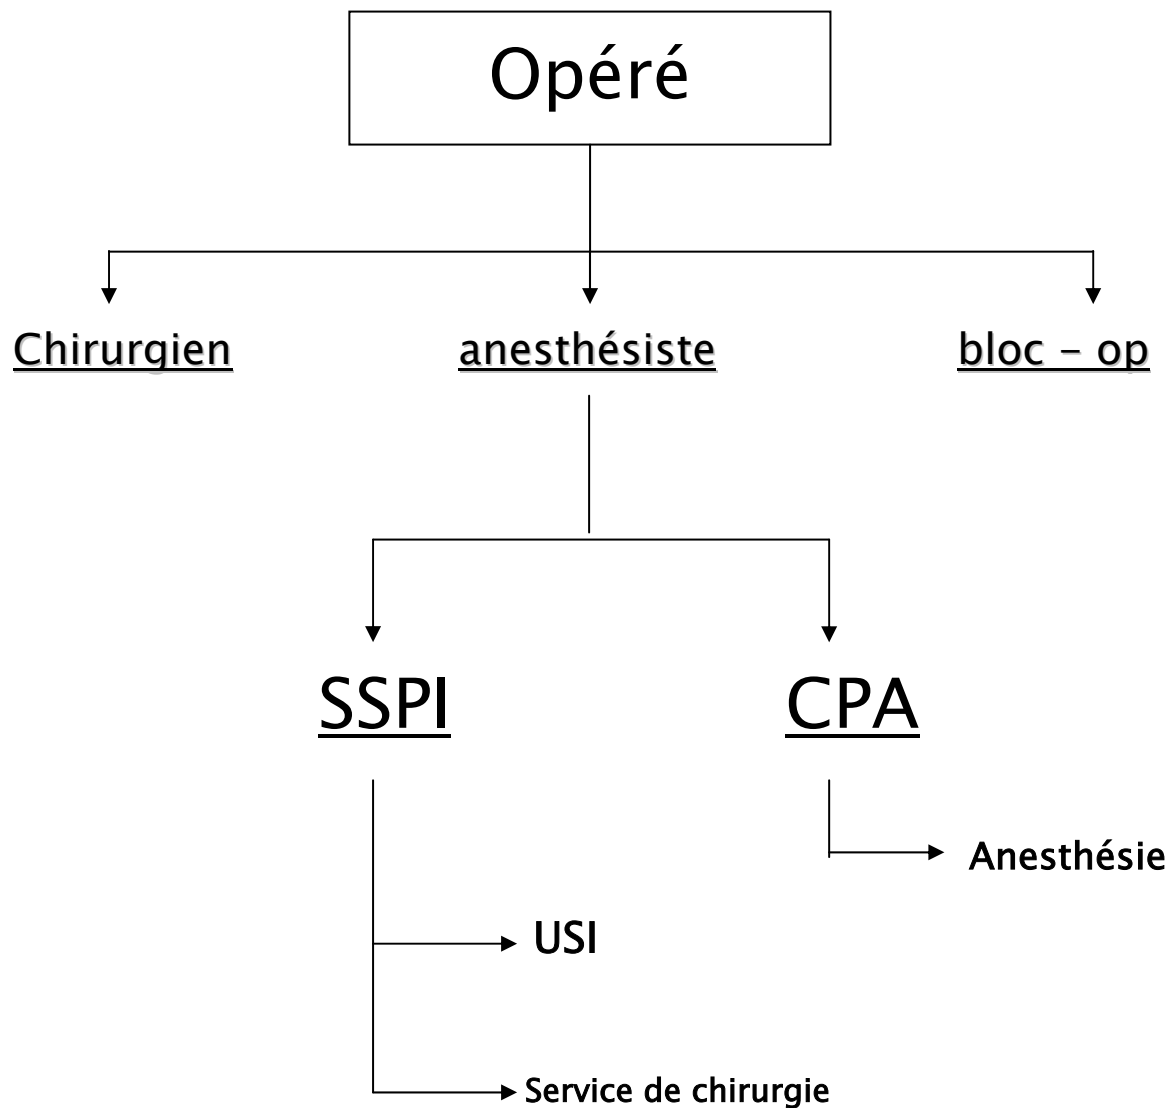 Opéré
Chirurgien
anesthésiste
bloc – op
SSPI
CPA
Anesthésie
USI
Service de chirurgie